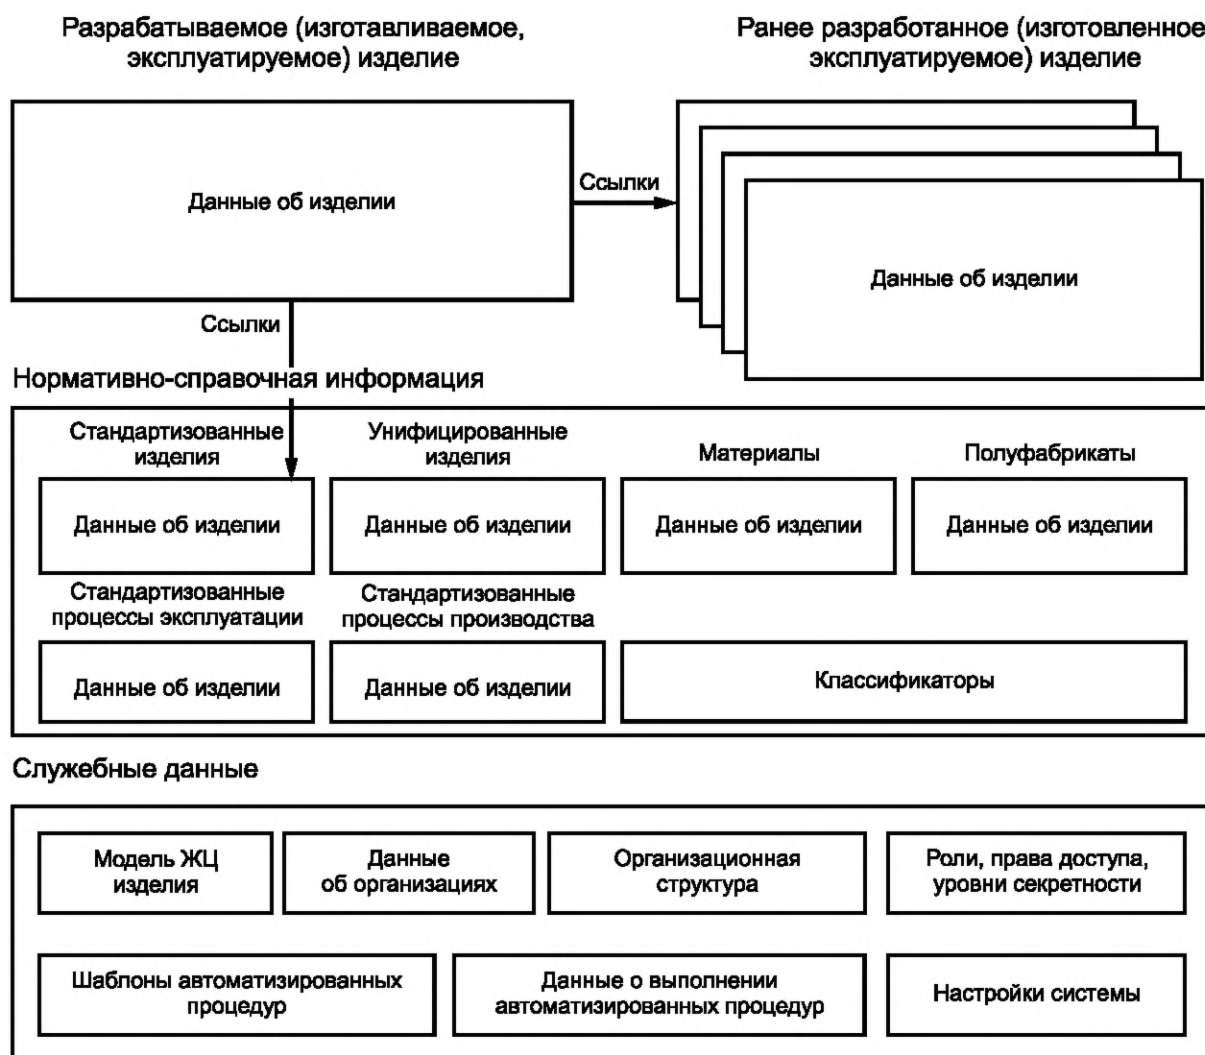 Разрабатываемое (изготавливаемое,
эксплуатируемое) изделие
Ранее разработанное (изготовленное
эксплуатируемое) изделие
Данные об изделии
Ссылки
Данные об изделии
Ссылки
Нормативно-справочная информация
Стандартизованные
изделия
Унифицированные
изделия
Материалы
Полуфабрикаты
Данные об изделии
Данные об изделии
Данные об изделии
Данные об изделии
Стандартизованные
процессы эксплуатации
Стандартизованные
процессы производства
Данные об изделии
Данные об изделии
Классификаторы
Служебные данные
Модель ЖЦ
изделия
Данные
об организациях
Организационная
структура
Роли, права доступа,
уровни секретности
Шаблоны автоматизированных
процедур
Данные о выполнении
автоматизированных процедур
Настройки системы